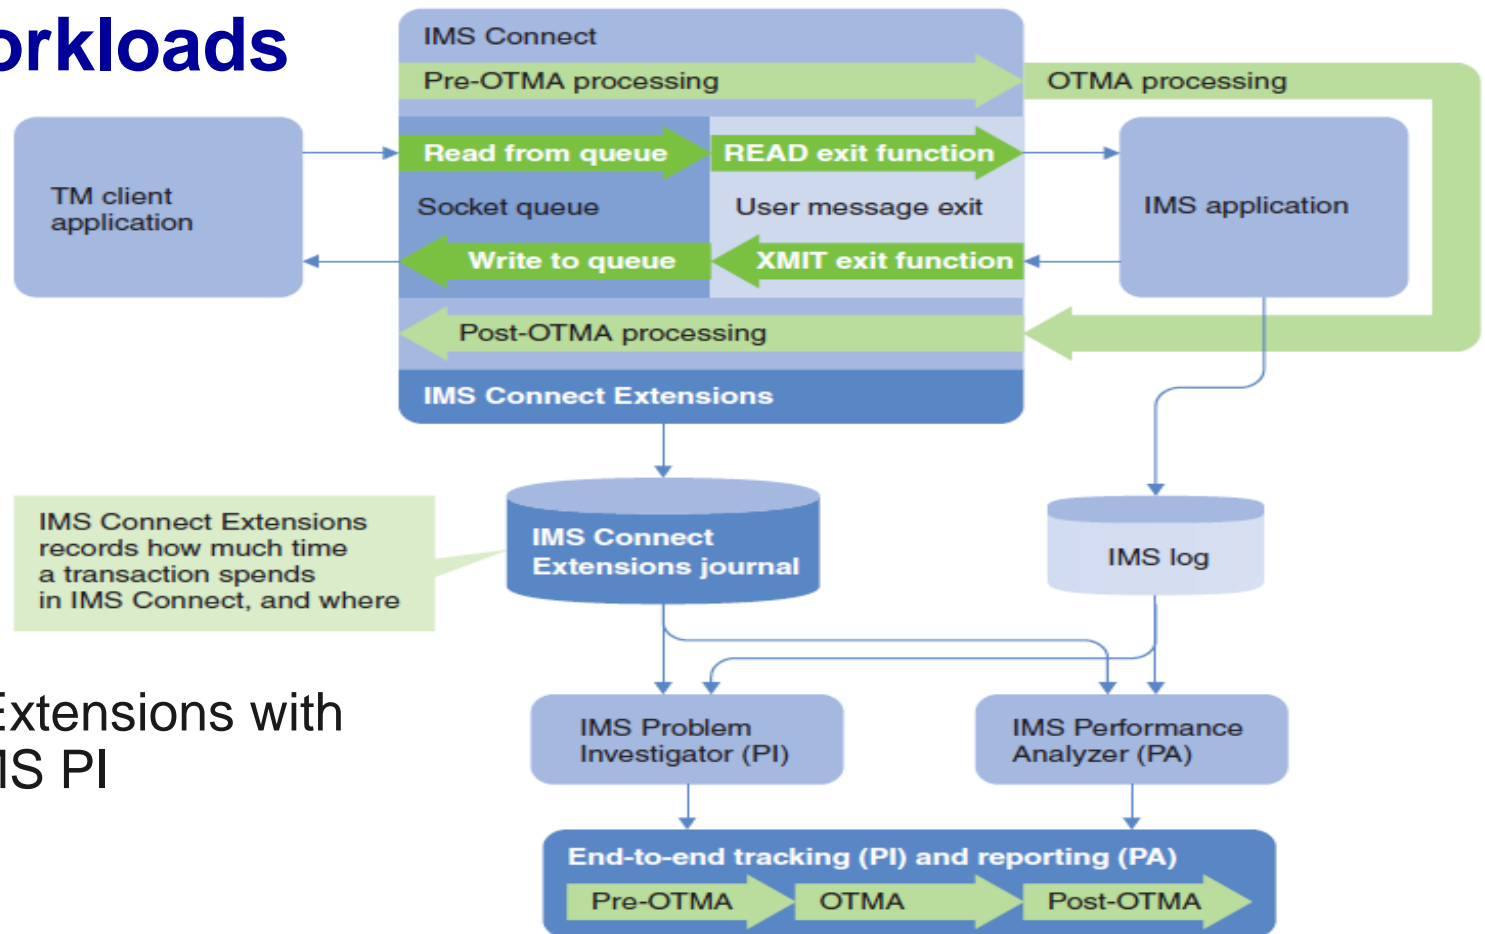 orkloads
IMS Connect
Pre-OTMA processing
OTMA processing
TM client
application
Read from queue
READ exit function
Socket queue
User message exit
IMS application
Write to queue
XMIT exit function
Post-OTMA processing
IMS Connect Extensions
IMS Connect Extensions
records how much time
a transaction spends
in IMS Connect, and where
IMS Connect
Extensions journal
IMS log
Extensions with
MS PI
IMS Problem
Investigator (PI)
IMS Performance
Analyzer (PA)
End-to-end tracking (PI) and reporting (PA)
Pre-OTMA
OTMA
Post-OTMA